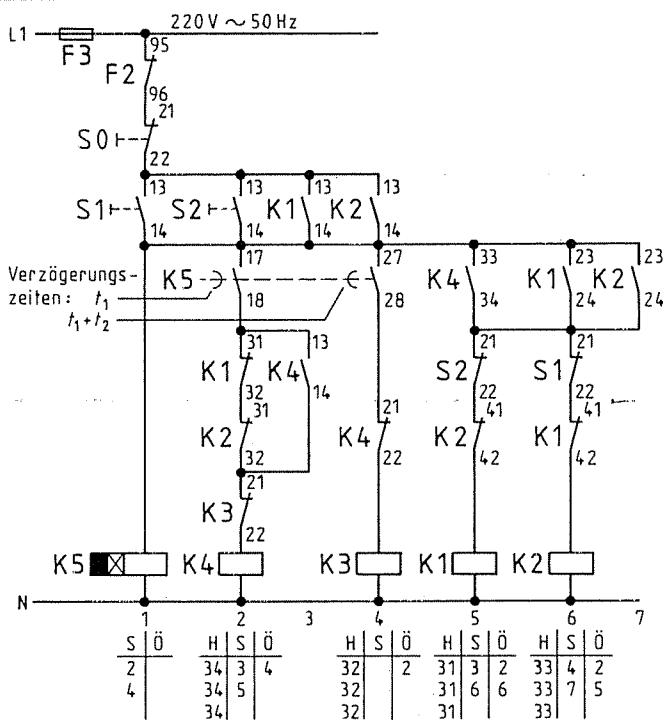 220V ~ 50Hz
L1
F3
95
F2
96
21
S0
22
13 13 13 13
S1 S2 K1 K2
14 14 14 14
17 27 33 23 23
Verzögerungs-
zeiten: t1
t1+t2
K5 K4 K1 K2
18 28 34 24 24
31 13 21 21
K1 K4 S2 S1
32 14 22 22
31 21 41 41
K2 K4 K2 K1
32 22 42 42
21
K3
22
K5 K4 K3 K1 K2
N
1 2 3 4 5 6 7
S Ö H S Ö H S Ö H S Ö H S Ö
2 34 3 4 32 2 31 3 2 33 4 2
4 34 5 32 31 6 6 33 7 5
34 32 31 33